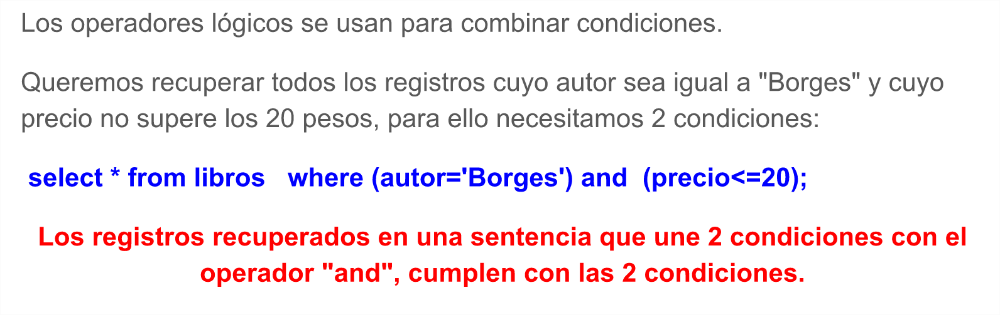 Los operadores lógicos se usan para combinar condiciones.
Queremos recuperar todos los registros cuyo autor sea igual a "Borges" y cuyo
precio no supere los 20 pesos, para ello necesitamos 2 condiciones:
select * from libros   where (autor='Borges') and  (precio<=20);
Los registros recuperados en una sentencia que une 2 condiciones con el
operador "and", cumplen con las 2 condiciones.